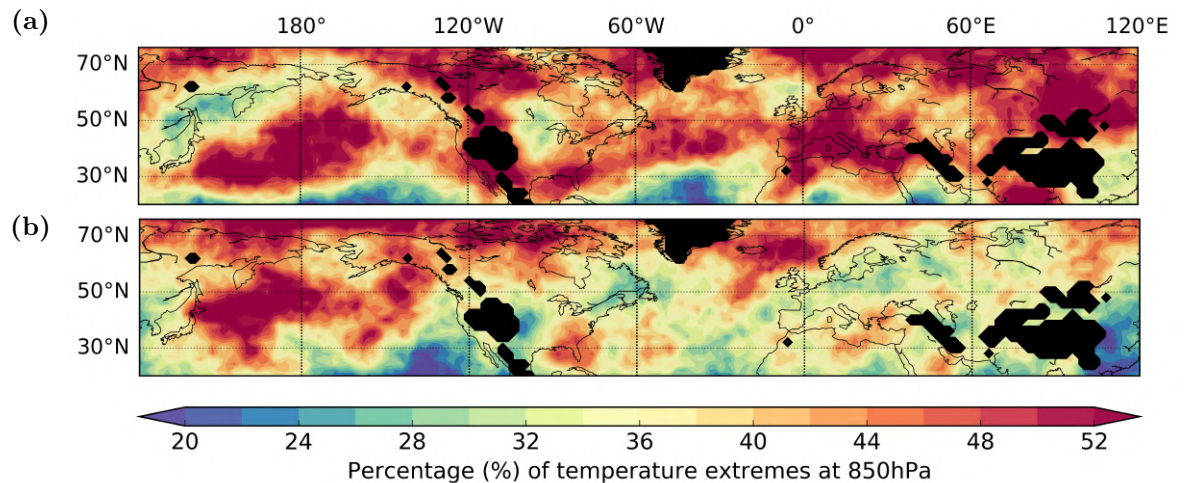 (a)
180° 120°W 60°W 0° 60°E 120°E
70°N
50°N
30°N
(b)
70°N
50°N
30°N
20 24 28 32 36 40 44 48 52
Percentage (%) of temperature extremes at 850hPa